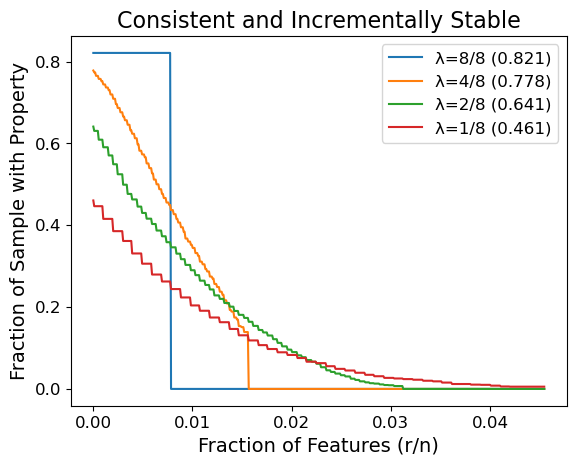 Consistent and Incrementally Stable
Fraction of Sample with Property
0.8
0.6
0.4
0.2
0.0
λ=8/8 (0.821)
λ=4/8 (0.778)
λ=2/8 (0.641)
λ=1/8 (0.461)
0.00 0.01 0.02 0.03 0.04
Fraction of Features (r/n)